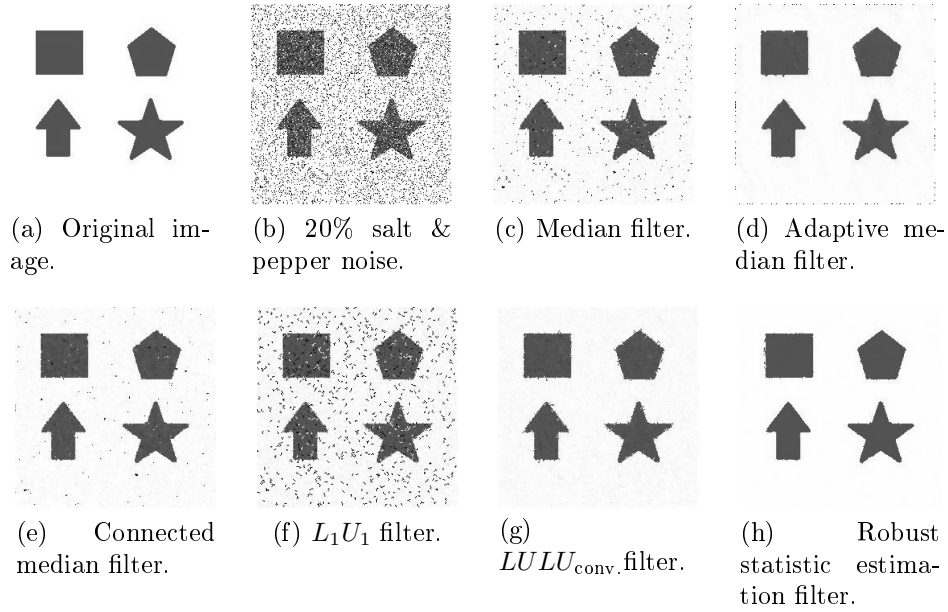 (a) Original im-
age.
(b) 20% salt &
pepper noise.
(c) Median filter.
(d) Adaptive me-
dian filter.
(e) Connected
median filter.
(f) L₁U₁ filter.
(g)
LULU_conv. filter.
(h) Robust
statistic estima-
tion filter.